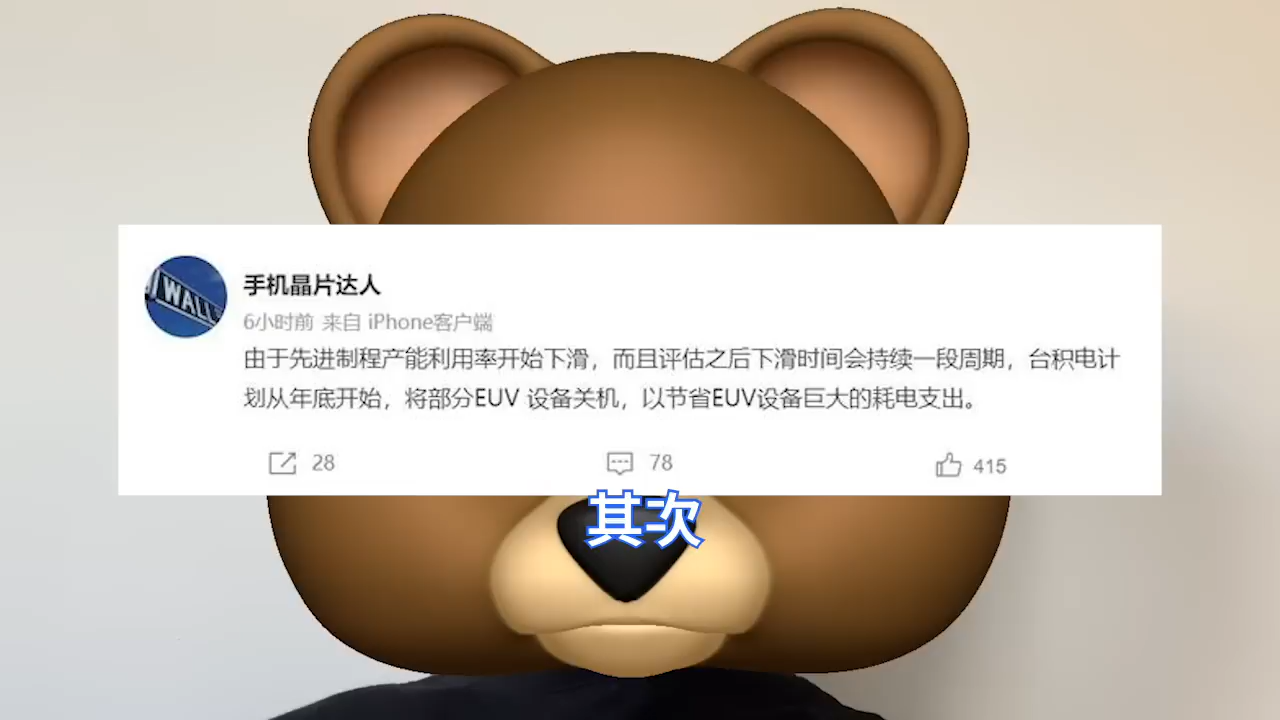 WALL
手机晶片达人
6小时前 来自 iPhone客户端
由于先进制程产能利用率开始下滑，而且评估之后下滑时间会持续一段周期，台积电计
划从年底开始，将部分EUV 设备关机，以节省EUV设备巨大的耗电支出。
28 78 415
其次